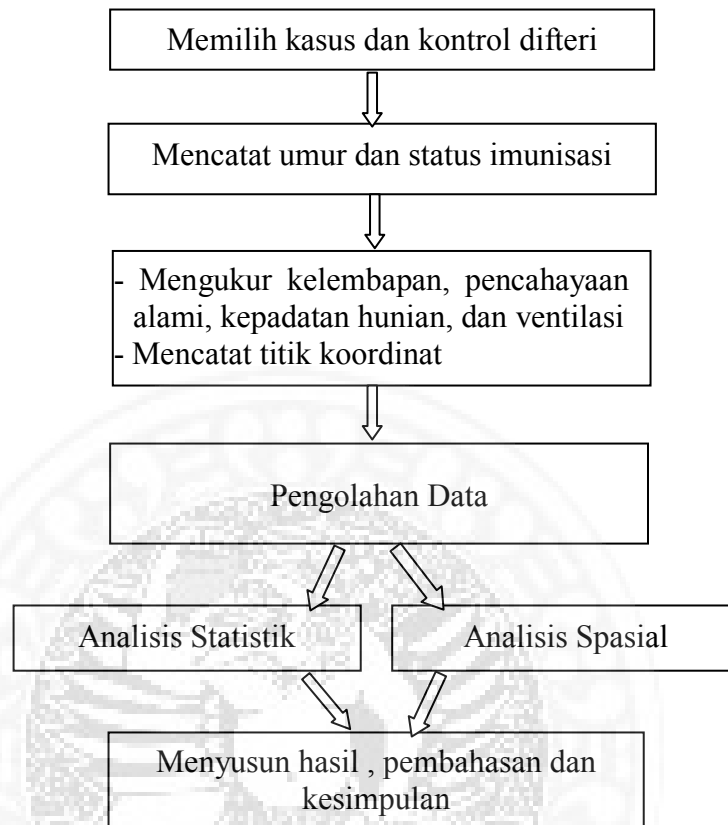 Memilih kasus dan kontrol difteri
Mencatat umur dan status imunisasi
- Mengukur kelembapan, pencahayaan
alami, kepadatan hunian, dan ventilasi
- Mencatat titik koordinat
Pengolahan Data
Analisis Statistik
Analisis Spasial
Menyusun hasil , pembahasan dan
kesimpulan